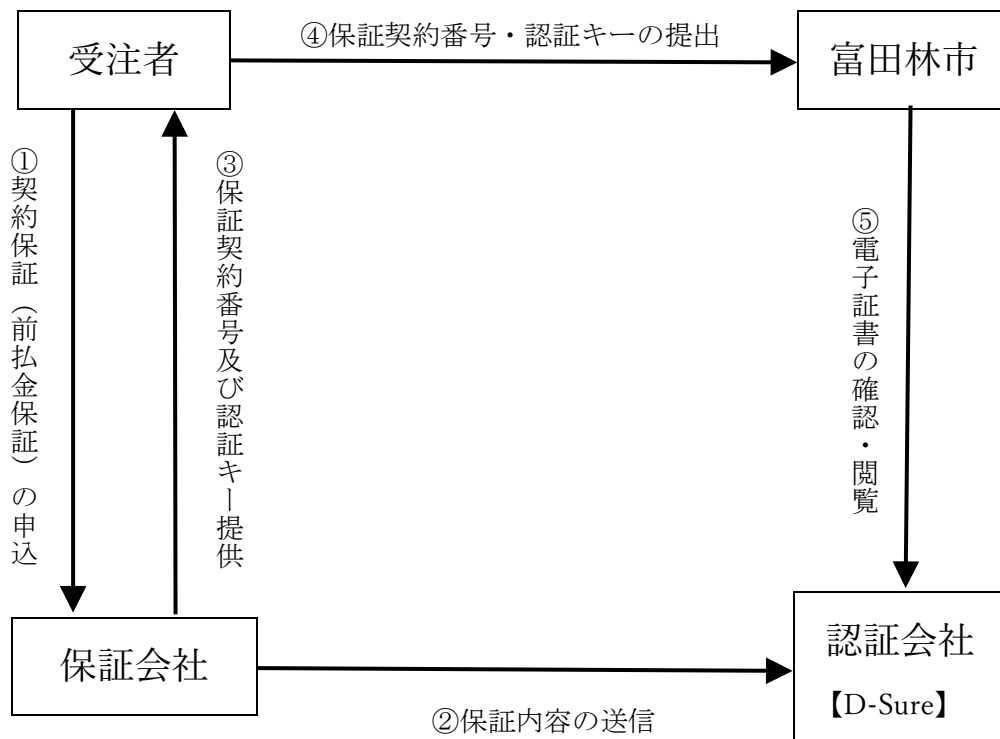 受注者
④保証契約番号・認証キーの提出
富田林市
①契約保証（前払金保証）の申込
③保証契約番号及び認証キー提供
⑤電子証書の確認・閲覧
保証会社
②保証内容の送信
認証会社
【D-Sure】